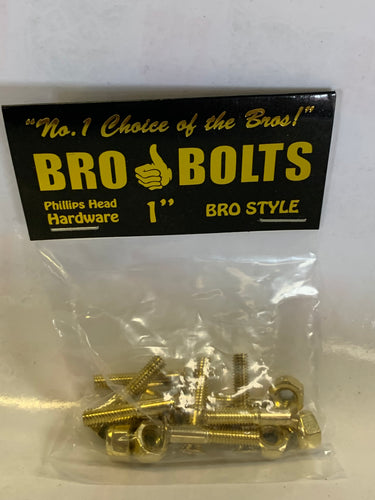 "No.1 Choice of the Bros!"
BRO BOLTS
Phillips Head
Hardware
1"
BRO STYLE